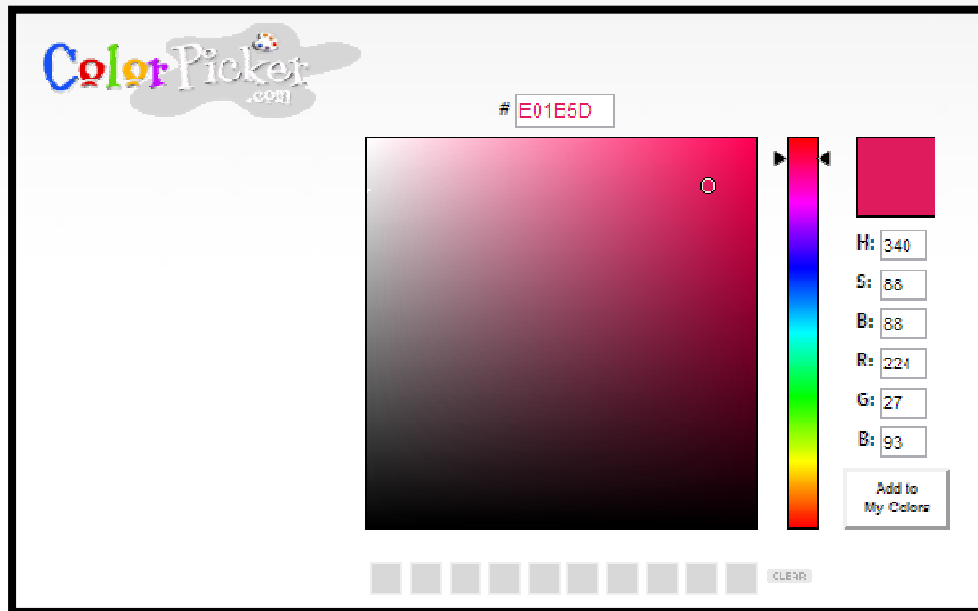 ColorPicker
.com
# E01E5D
H: 340
S: 88
B: 88
R: 224
G: 27
B: 93
Add to
My Colors
CLEAR